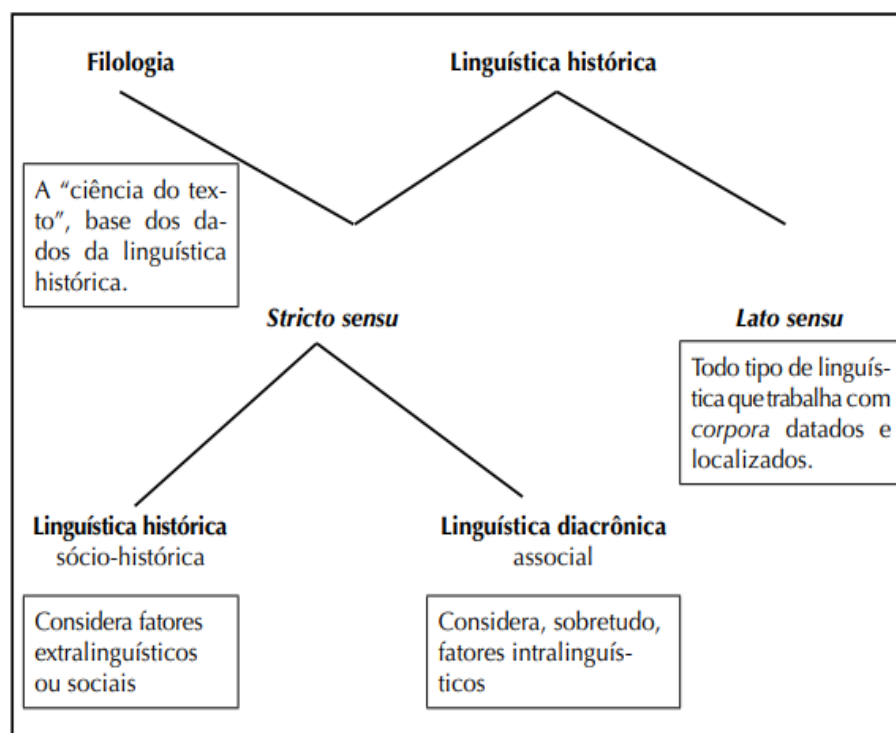 Filologia
Linguística histórica
A “ciência do tex-
to”, base dos da-
dos da linguística
histórica.
Stricto sensu
Lato sensu
Todo tipo de linguís-
tica que trabalha com
corpora datados e
localizados.
Linguística histórica
sócio-histórica
Linguística diacrônica
associal
Considera fatores
extralinguísticos
ou sociais
Considera, sobretudo,
fatores intralinguís-
ticos